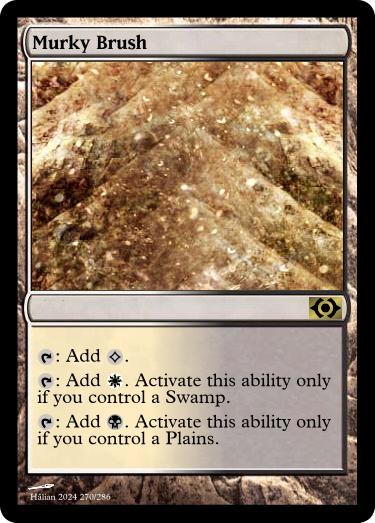 Murky Brush
: Add .
: Add . Activate this ability only
if you control a Swamp.
: Add . Activate this ability only
if you control a Plains.
Hálian 2024 270/286